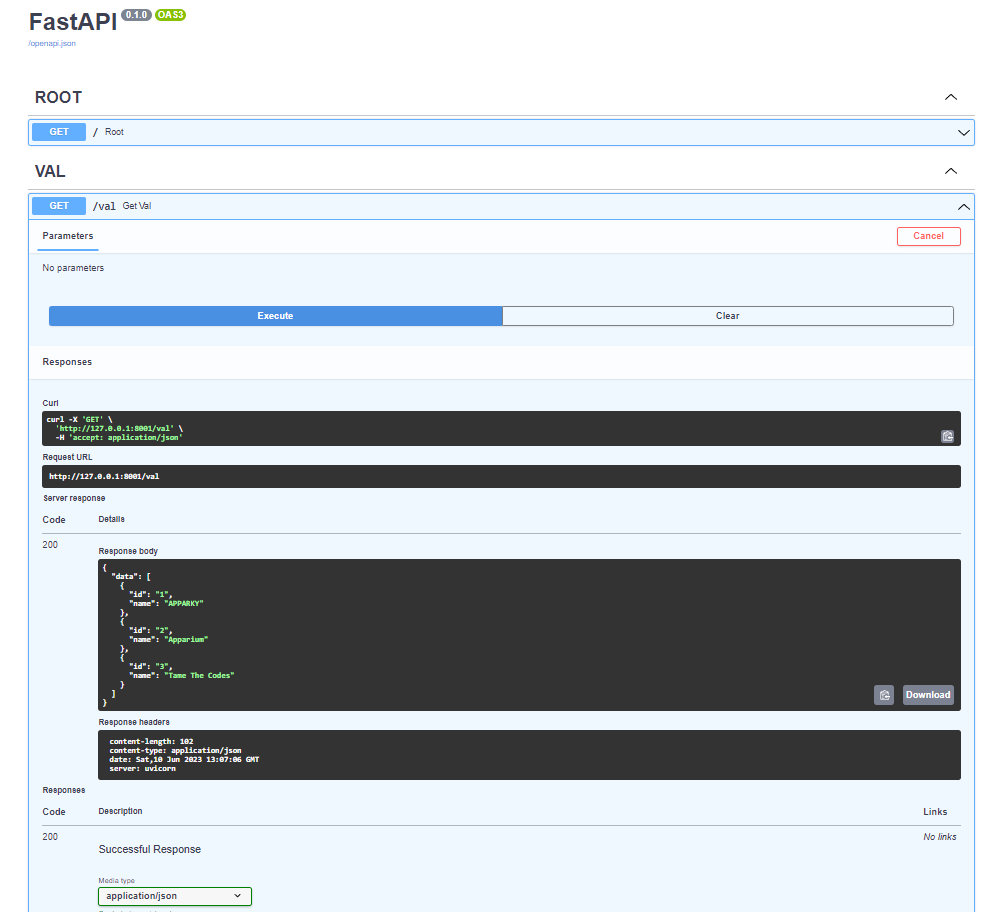 FastAPI 0.1.0 OAS3
/openapi.json
ROOT
GET / Root
VAL
GET /val Get Val
Parameters Cancel
No parameters
Execute Clear
Responses
Curl
curl -X 'GET' \
'http://127.0.0.1:8001/val' \
-H 'accept: application/json'
Request URL
http://127.0.0.1:8001/val
Server response
Code Details
200
Response body
{
"data": [
{
"id": "1",
"name": "APPARKY"
},
{
"id": "2",
"name": "Apparium"
},
{
"id": "3",
"name": "Tame The Codes"
}
]
}
Download
Response headers
content-length: 102
content-type: application/json
date: Sat,10 Jun 2023 13:07:06 GMT
server: uvicorn
Responses
Code Description Links
200 No links
Successful Response
Media type
application/json